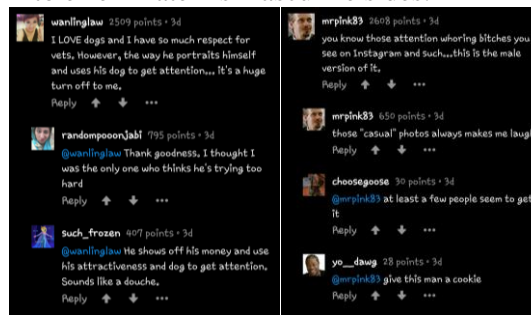 wanlinglaw 2509 points • 3d
I LOVE dogs and I have so much respect for
vets. However, the way he portraits himself
and uses his dog to get attention... it's a huge
turn off to me.
Reply
randompooonjabi 795 points • 3d
@wanlinglaw Thank goodness, I thought I
was the only one who thinks he's trying too
hard
Reply
such_frozen 407 points • 3d
@wanlinglaw He shows off his money and use
his attractiveness and dog to get attention.
Sounds like a douche.
Reply
mrpink83 2608 points • 3d
you know those attention whoring bitches you
see on Instagram and such...this is the male
version of it.
Reply
mrpink83 650 points • 3d
those "casual" photos always makes me laugh
Reply
choosegoose 30 points • 3d
@mrpink83 at least a few people seem to get
it
Reply
yo__dawg 28 points • 3d
@mrpink83 give this man a cookie
Reply